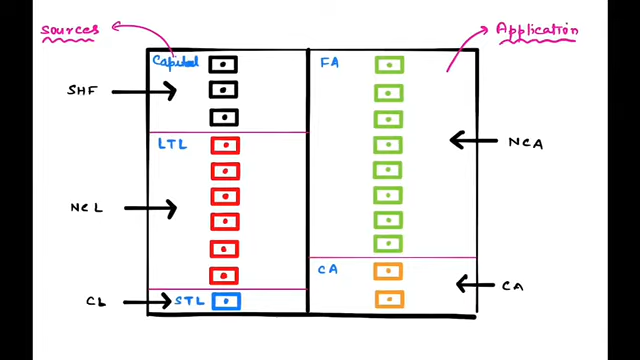 Sources
Application
Capital
FA
SHF
LTL
NCA
NCL
CA
CA
CL
STL